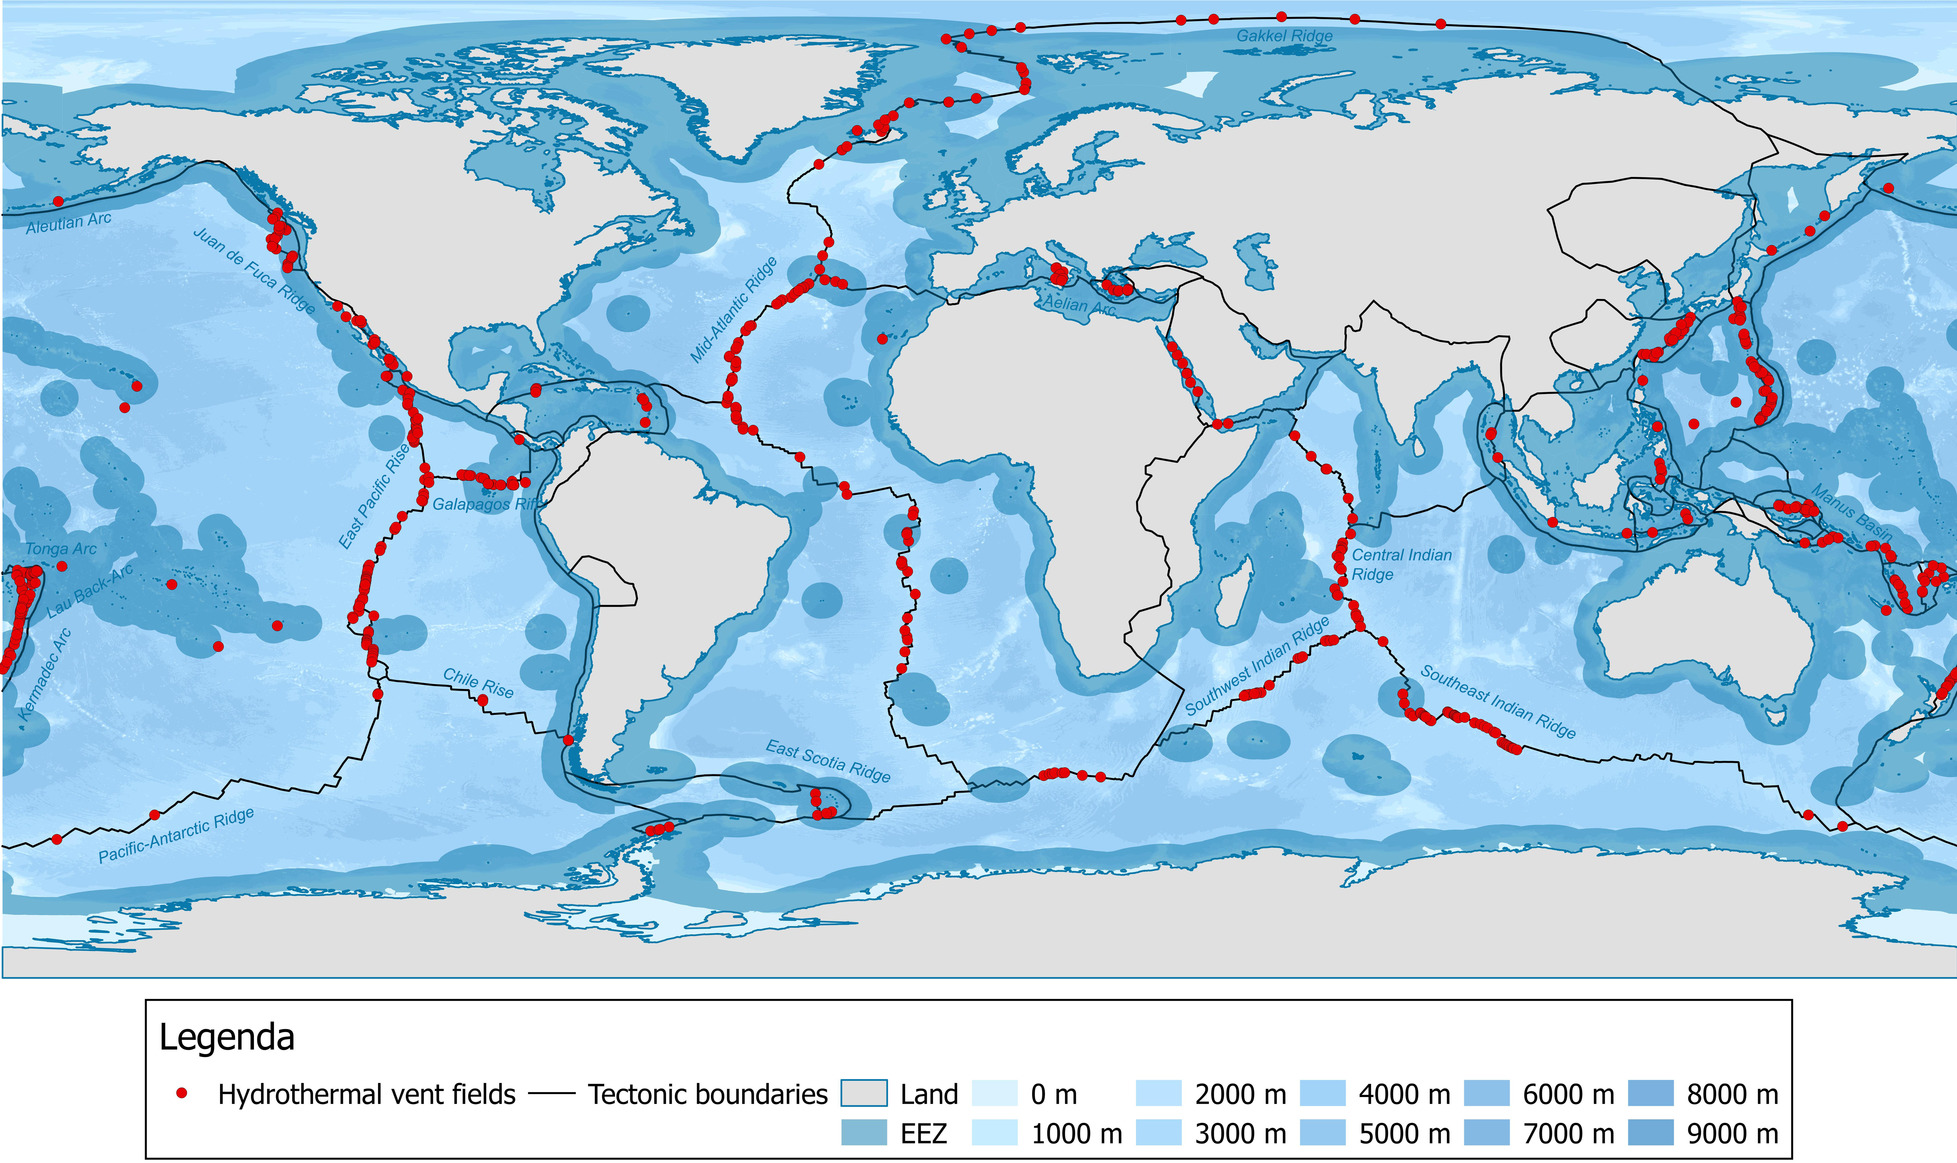 Gakkel Ridge
Aleutian Arc
Juan de Fuca Ridge
Mid-Atlantic Ridge
Aelian Arc
East Pacific Rise
Galapagos Rift
Manus Basin
Tonga Arc
Lau Back-Arc
Kermadec Arc
Central Indian
Ridge
Southwest Indian Ridge
Southeast Indian Ridge
Chile Rise
East Scotia Ridge
Pacific-Antarctic Ridge
Legenda
Hydrothermal vent fields Tectonic boundaries Land 0 m 2000 m 4000 m 6000 m 8000 m
EEZ 1000 m 3000 m 5000 m 7000 m 9000 m